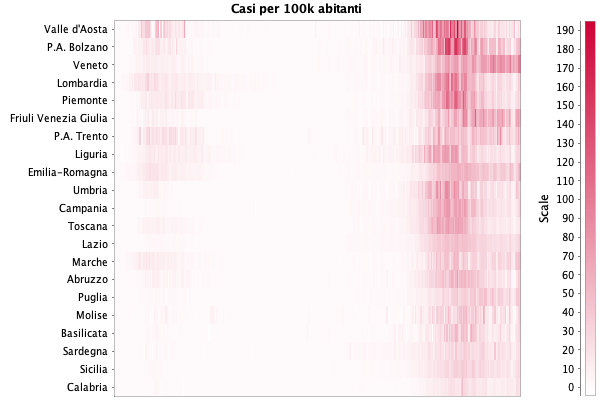 Casi per 100k abitanti
Valle d'Aosta
P.A. Bolzano
Veneto
Lombardia
Piemonte
Friuli Venezia Giulia
P.A. Trento
Liguria
Emilia-Romagna
Umbria
Campania
Toscana
Lazio
Marche
Abruzzo
Puglia
Molise
Basilicata
Sardegna
Sicilia
Calabria
Scale
190
180
170
160
150
140
130
120
110
100
90
80
70
60
50
40
30
20
10
0